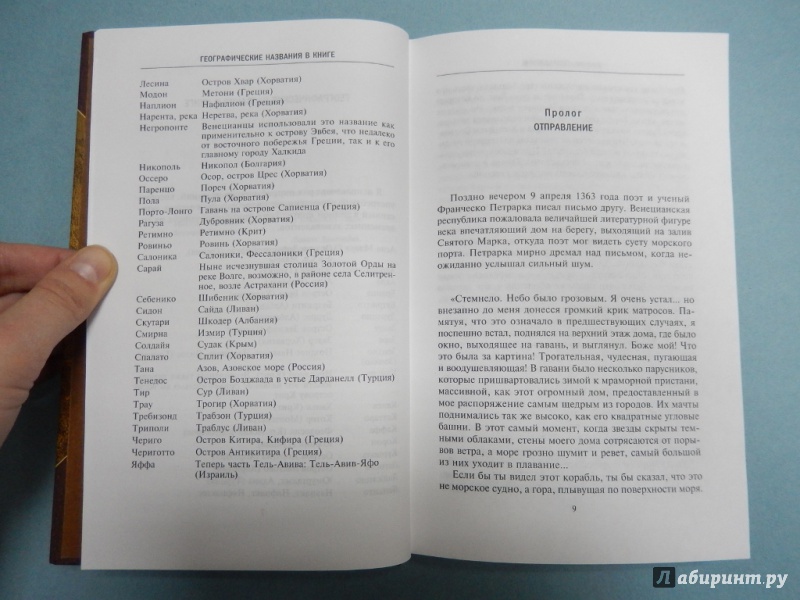 ГЕОГРАФИЧЕСКИЕ НАЗВАНИЯ В КНИГЕ
Лесина Остров Хвар (Хорватия)
Модон Метони (Греция)
Наплион Нафплион (Греция)
Нарента, река Неретва, река (Хорватия)
Негропонте Венецианцы использовали это название как
применительно к острову Эвбея, что недалеко
от восточного побережья Греции, так и к его
главному городу Халкида
Никополь Никопол (Болгария)
Оссеро Осор, остров Црес (Хорватия)
Паренцо Пореч (Хорватия)
Пола Пула (Хорватия)
Порто-Лонго Гавань на острове Сапиенца (Греция)
Рагуза Дубровник (Хорватия)
Ретимно Ретимно (Крит)
Ровиньо Ровинь (Хорватия)
Салоника Салоники, Фессалоники (Греция)
Сарай Ныне исчезнувшая столица Золотой Орды на
реке Волге, возможно, в районе села Селитрен-
ное, возле Астрахани (Россия)
Себенико Шибеник (Хорватия)
Сидон Сайда (Ливан)
Скутари Шкодер (Албания)
Смирна Измир (Турция)
Солдайя Судак (Крым)
Спалато Сплит (Хорватия)
Тана Азов, Азовское море (Россия)
Тенедос Остров Бозджаада в устье Дарданелл (Турция)
Тир Сур (Ливан)
Трау Трогир (Хорватия)
Требизонд Трабзон (Турция)
Триполи Траблус (Ливан)
Чериго Остров Китира, Кифира (Греция)
Черигotto Остров Антикитира (Греция)
Яффа Теперь часть Тель-Авива: Тель-Авив-Яфо
(Израиль)
Пролог
ОТПРАВЛЕНИЕ
Поздно вечером 9 апреля 1363 года поэт и ученый
Франческо Петрарка писал письмо другу. Венецианская
республика пожаловала величайшей литературной фигуре
века впечатляющий дом на берегу, выходящий на залив
Святого Марка, откуда поэт мог видеть суету морского
порта. Петрарка мирно дремал над письмом, когда не-
ожиданно услышал сильный шум.
«Стемнело. Небо было грозовым. Я очень устал... но
внезапно до меня донесся громкий крик матросов. Па-
мятуя, что это означало в предшествующих случаях, я
поспешно встал, поднялся на верхний этаж дома, где было
окно, выходящее на гавань, и выглянул. Боже мой! Что
это была за картина! Трогательная, чудесная, пугающая
и воодушевляющая! В гавани было несколько парусников,
которые пришвартовались зимой к мраморной пристани,
массивной, как этот огромный дом, предоставленный в
мое распоряжение самым щедрым из городов. Их мачты
поднимались так же высоко, как его квадратные угловые
башни. В этот самый момент, когда звезды скрыты тем-
ными облаками, стены моего дома сотрясаются от поры-
вов ветра, а море грозно шумит и ревет, самый большой
из них уходит в плавание...
Если бы ты видел этот корабль, ты бы сказал, что это
не морское судно, а гора, плывущая по поверхности моря.
9
Лабиринт.ру